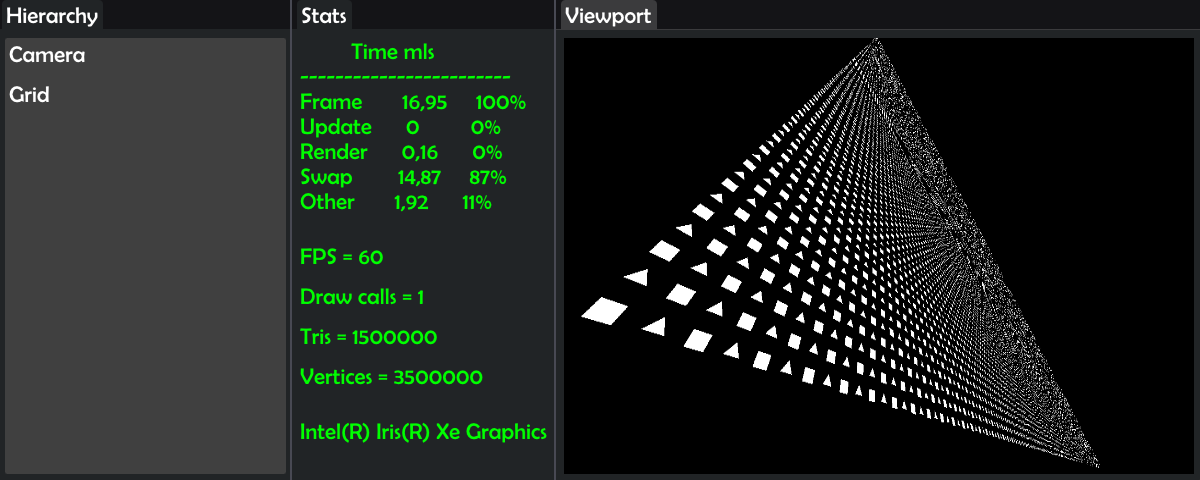 Hierarchy
Camera
Grid
Stats
Time mls
------------------------
Frame 16,95 100%
Update 0 0%
Render 0,16 0%
Swap 14,87 87%
Other 1,92 11%
FPS = 60
Draw calls = 1
Tris = 1500000
Vertices = 3500000
Intel(R) Iris(R) Xe Graphics
Viewport